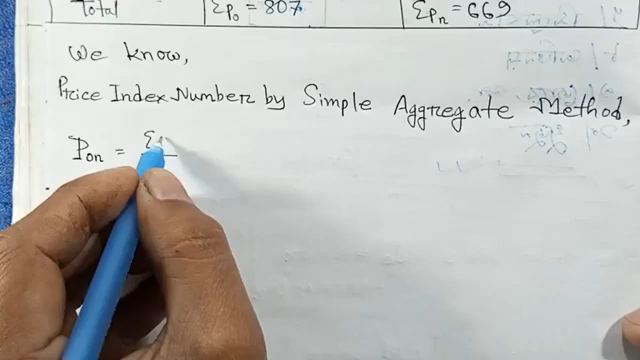 Total Σp₀ = 807 Σpₙ = 669
We know,
Price Index Number by Simple Aggregate Method,
P₀ₙ = Σ